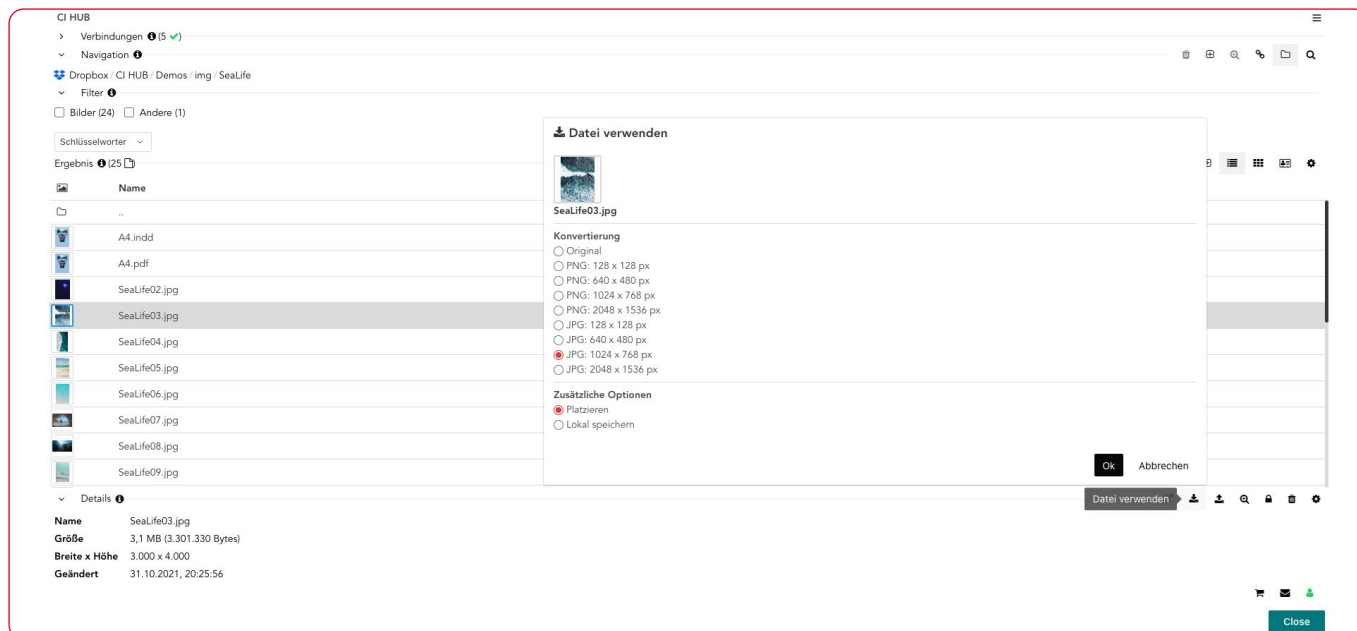 CI HUB
Verbindungen (5 ✔)
Navigation
Dropbox / CI HUB / Demos / img / SeaLife
Filter
Bilder (24) Andere (1)
Schlüsselworter
Ergebnis (25)
Name
..
A4.indd
A4.pdf
SeaLife02.jpg
SeaLife03.jpg
SeaLife04.jpg
SeaLife05.jpg
SeaLife06.jpg
SeaLife07.jpg
SeaLife08.jpg
SeaLife09.jpg
Datei verwenden
SeaLife03.jpg
Konvertierung
Original
PNG: 128 x 128 px
PNG: 640 x 480 px
PNG: 1024 x 768 px
PNG: 2048 x 1536 px
JPG: 128 x 128 px
JPG: 640 x 480 px
JPG: 1024 x 768 px
JPG: 2048 x 1536 px
Zusätzliche Optionen
Platzieren
Lokal speichern
Ok Abbrechen
Details
Datei verwenden
Name SeaLife03.jpg
Größe 3,1 MB (3.301.330 Bytes)
Breite x Höhe 3.000 x 4.000
Geändert 31.10.2021, 20:25:56
Close